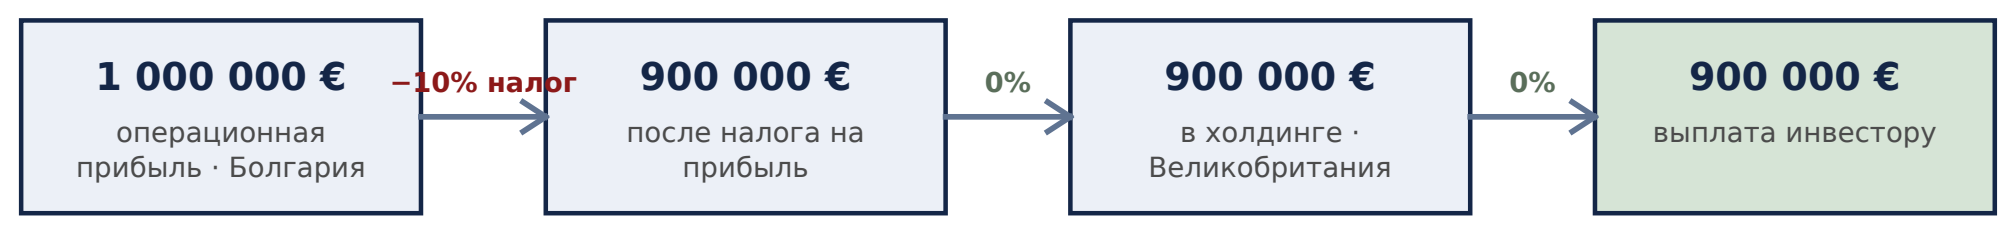 1 000 000 €
операционная
прибыль · Болгария
−10% налог
900 000 €
после налога на
прибыль
0%
900 000 €
в холдинге ·
Великобритания
0%
900 000 €
выплата инвестору